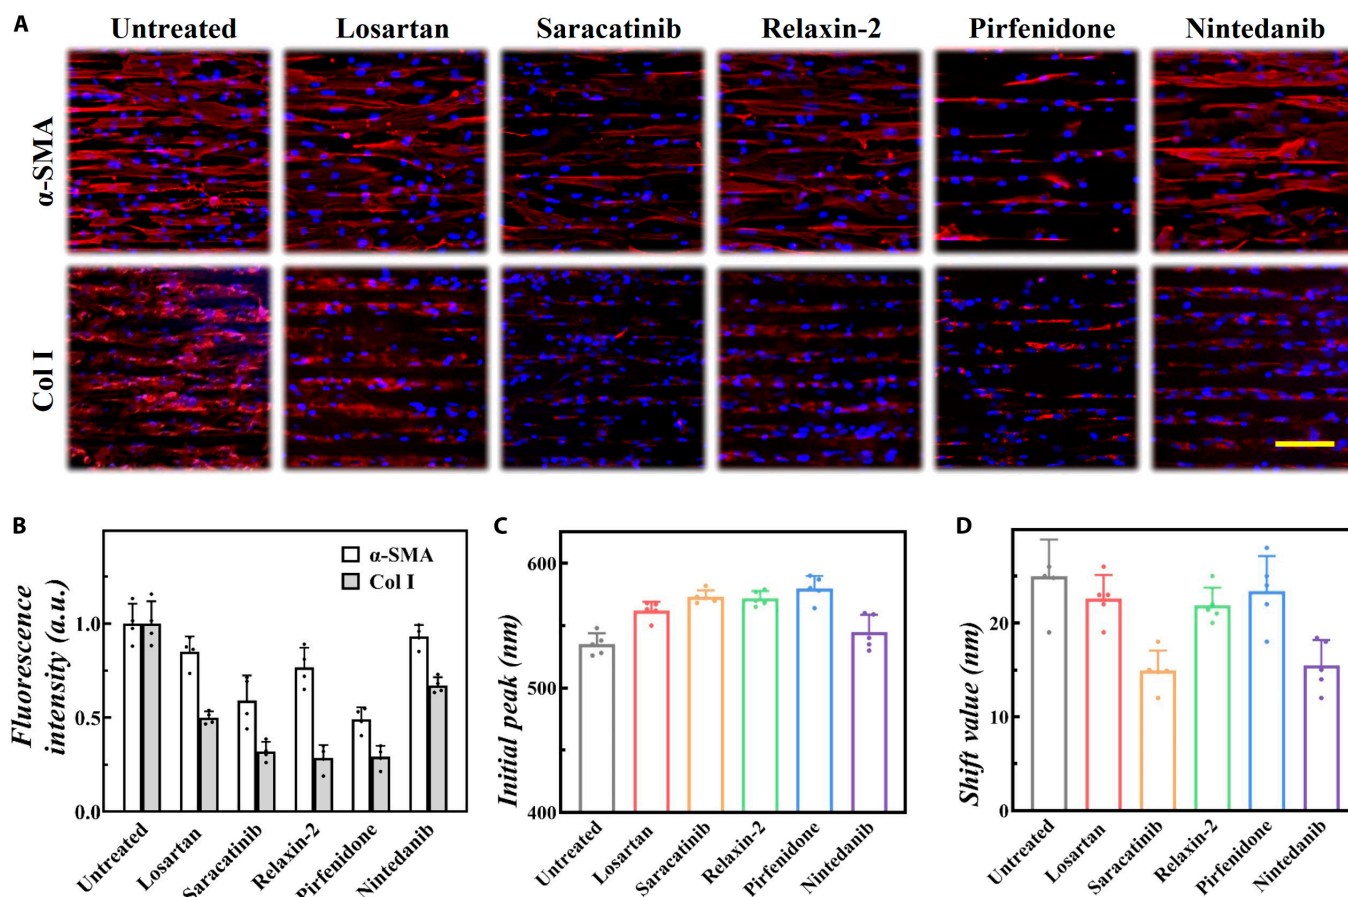 A
Untreated Losartan Saracatinib Relaxin-2 Pirfenidone Nintedanib
α-SMA
Col I
B
Fluorescence
intensity (a.u.)
1.0
0.5
0.0
α-SMA
Col I
Untreated
Losartan
Saracatinib
Relaxin-2
Pirfenidone
Nintedanib
C
Initial peak (nm)
600
500
400
Untreated
Losartan
Saracatinib
Relaxin-2
Pirfenidone
Nintedanib
D
Shift value (nm)
20
10
0
Untreated
Losartan
Saracatinib
Relaxin-2
Pirfenidone
Nintedanib